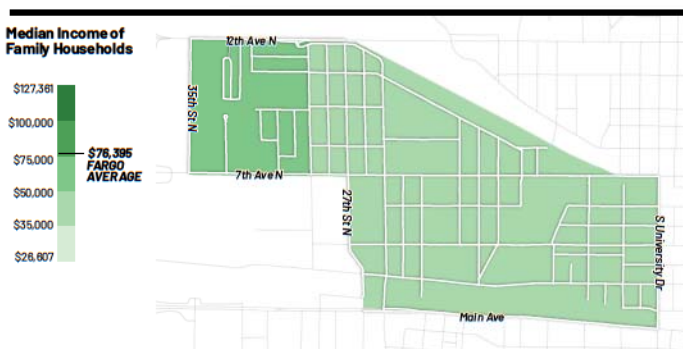 Median Income of
Family Households
$127,361
$100,000
$75,000
$50,000
$35,000
$26,607
$76,395
FARGO
AVERAGE
12th Ave N
35th St N
7th Ave N
27th St N
S University Dr
Main Ave